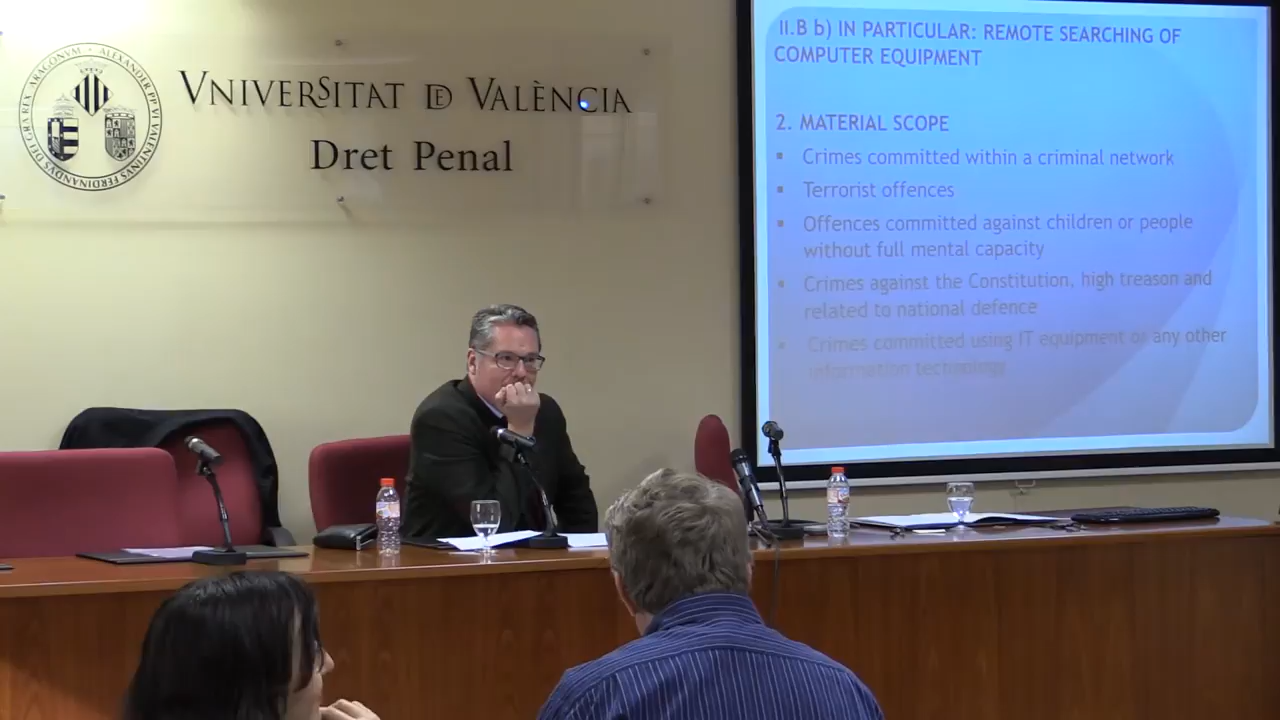 VNIVERSITAT DE VALÈNCIA
Dret Penal
II.B b) IN PARTICULAR: REMOTE SEARCHING OF
COMPUTER EQUIPMENT
2. MATERIAL SCOPE
Crimes committed within a criminal network
Terrorist offences
Offences committed against children or people
without full mental capacity
Crimes against the Constitution, high treason and
related to national defence
Crimes committed using IT equipment or any other
information technology